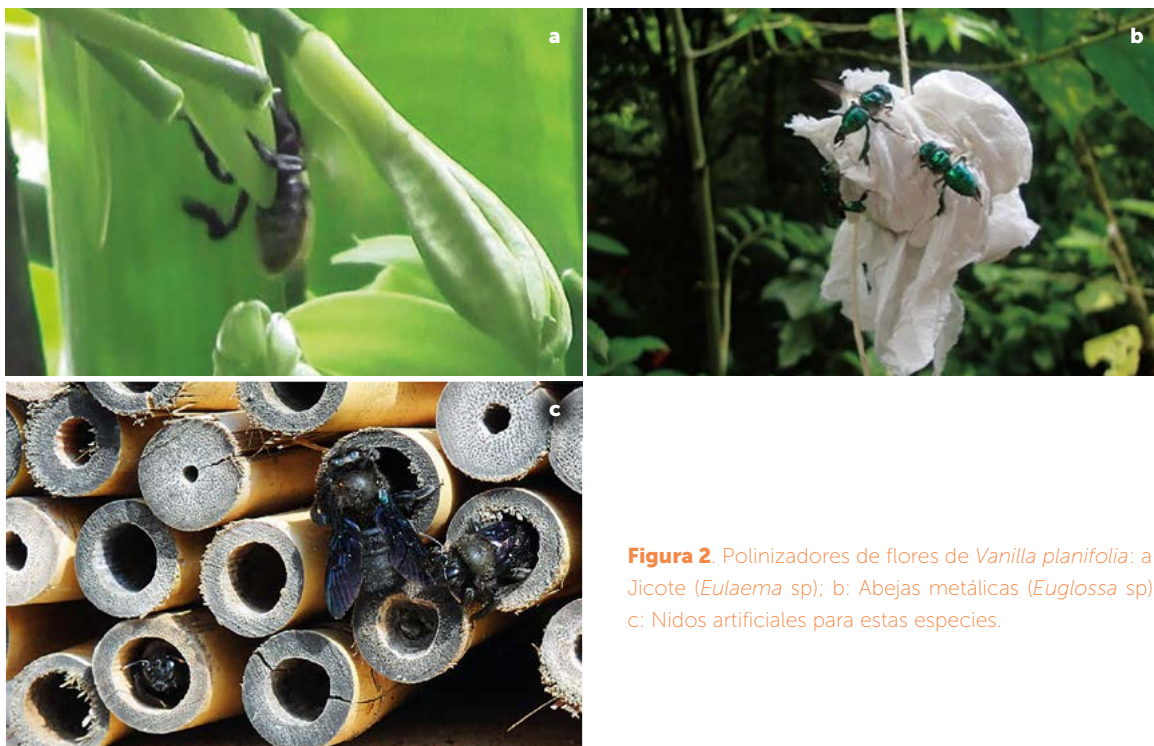 a
b
c
Figura 2. Polinizadores de flores de Vanilla planifolia: a
Jicote (Eulaema sp); b: Abejas metálicas (Euglossa sp)
c: Nidos artificiales para estas especies.